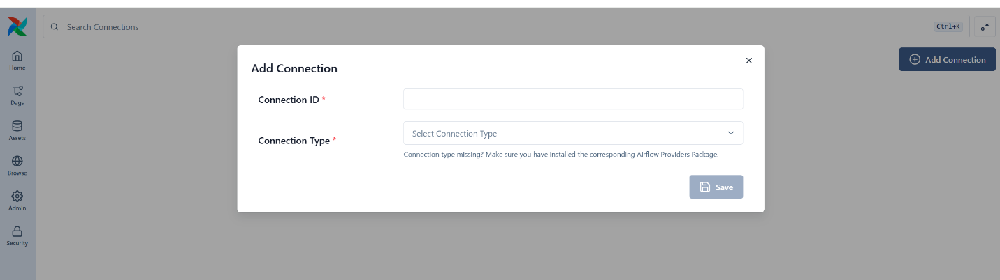 Search Connections
Ctrl+K
.*
Home
Dags
Assets
Browse
Admin
Security
Add Connection
Add Connection
Connection ID *
Connection Type *
Select Connection Type
Connection type missing? Make sure you have installed the corresponding Airflow Providers Package.
Save